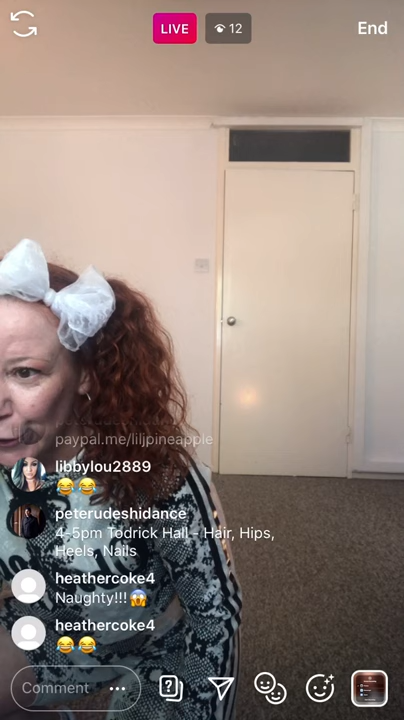 LIVE
12
End
paypal.me/liljpineapple
libbylou2889
😂😂
peterudeshidance
4-5pm Todrick Hall - Hair, Hips,
Heels, Nails
heathercoke4
Naughty!!!😱
heathercoke4
😂😂
Comment